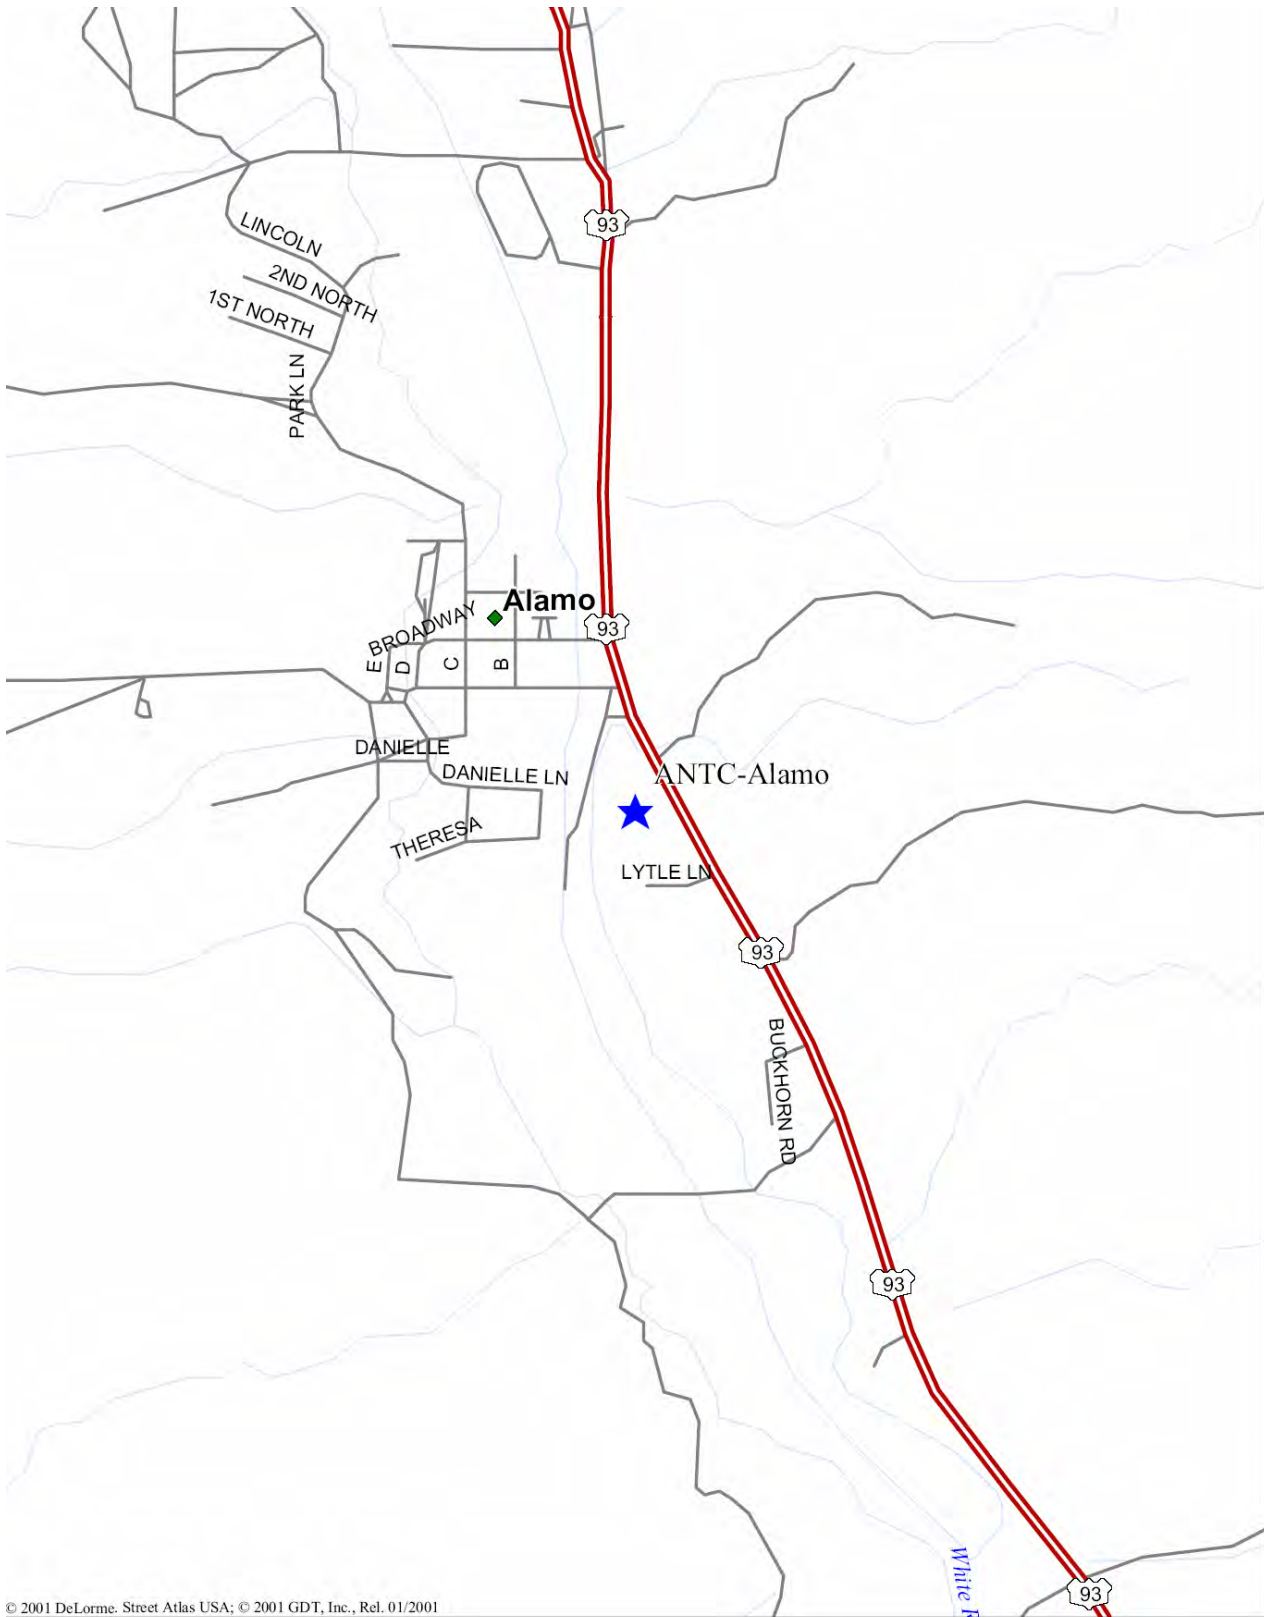 93
LINCOLN
2ND NORTH
1ST NORTH
PARK LN
Alamo
BROADWAY
93
E
D
C
B
DANIELLE
DANIELLE LN
ANTC-Alamo
THERESA
LYTLE LN
93
BUCKHORN RD
93
White
93
© 2001 DeLorme. Street Atlas USA; © 2001 GDT, Inc., Rel. 01/2001